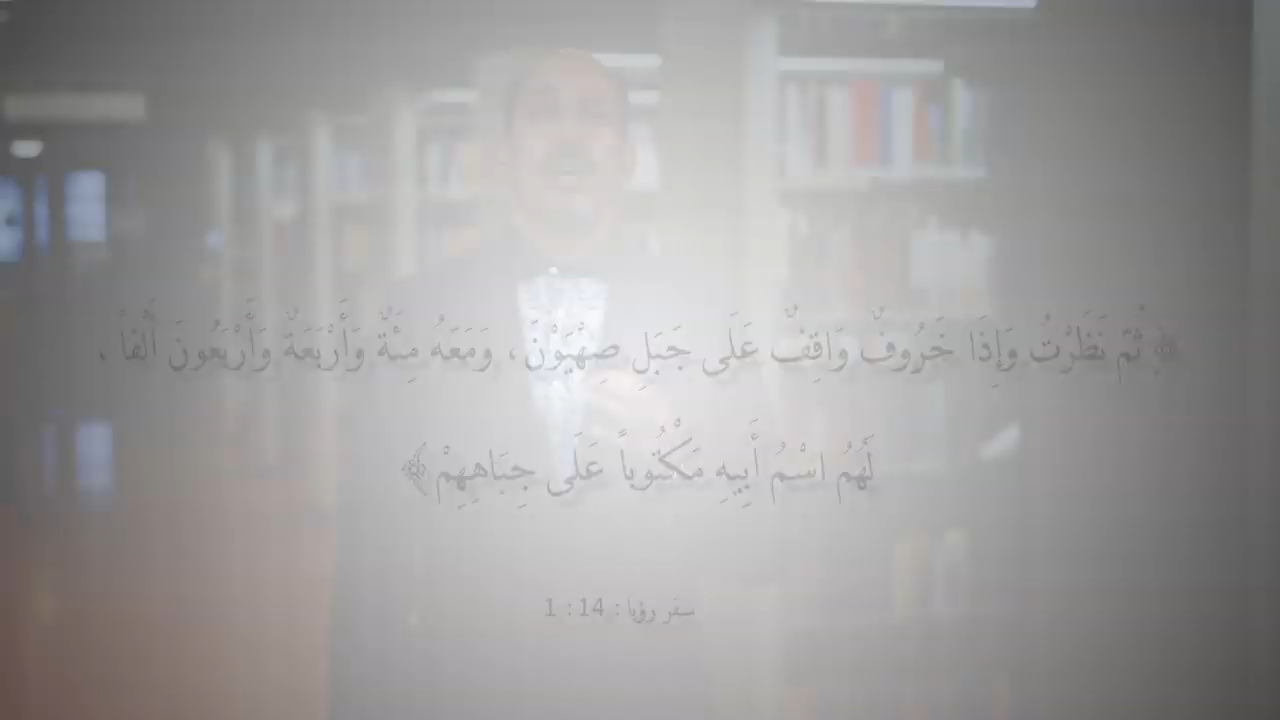 ﴿ ثُمَّ نَظَرْتُ وَإِذَا خَرُوفٌ وَاقِفٌ عَلَى جَبَلِ صِهْيَوْنَ، وَمَعَهُ مِئَةٌ وَأَرْبَعَةٌ وَأَرْبَعُونَ أَلْفاً ،
لَهُمُ اسْمُ أَبِيهِ مَكْتُوباً عَلَى جِبَاهِهِمْ ﴾
سفر رؤيا : 14: 1